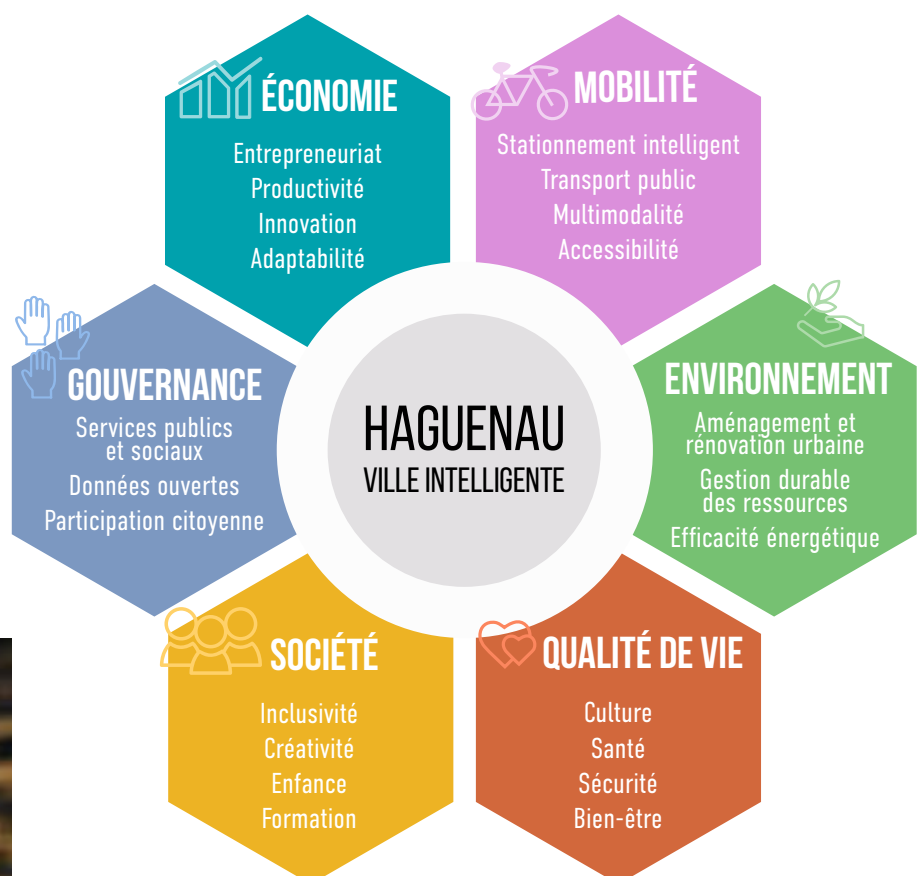 ÉCONOMIE
Entrepreneuriat
Productivité
Innovation
Adaptabilité
MOBILITÉ
Stationnement intelligent
Transport public
Multimodalité
Accessibilité
GOUVERNANCE
Services publics
et sociaux
Données ouvertes
Participation citoyenne
HAGUENAU
VILLE INTELLIGENTE
ENVIRONNEMENT
Aménagement et
rénovation urbaine
Gestion durable
des ressources
Efficacité énergétique
SOCIÉTÉ
Inclusivité
Créativité
Enfance
Formation
QUALITÉ DE VIE
Culture
Santé
Sécurité
Bien-être